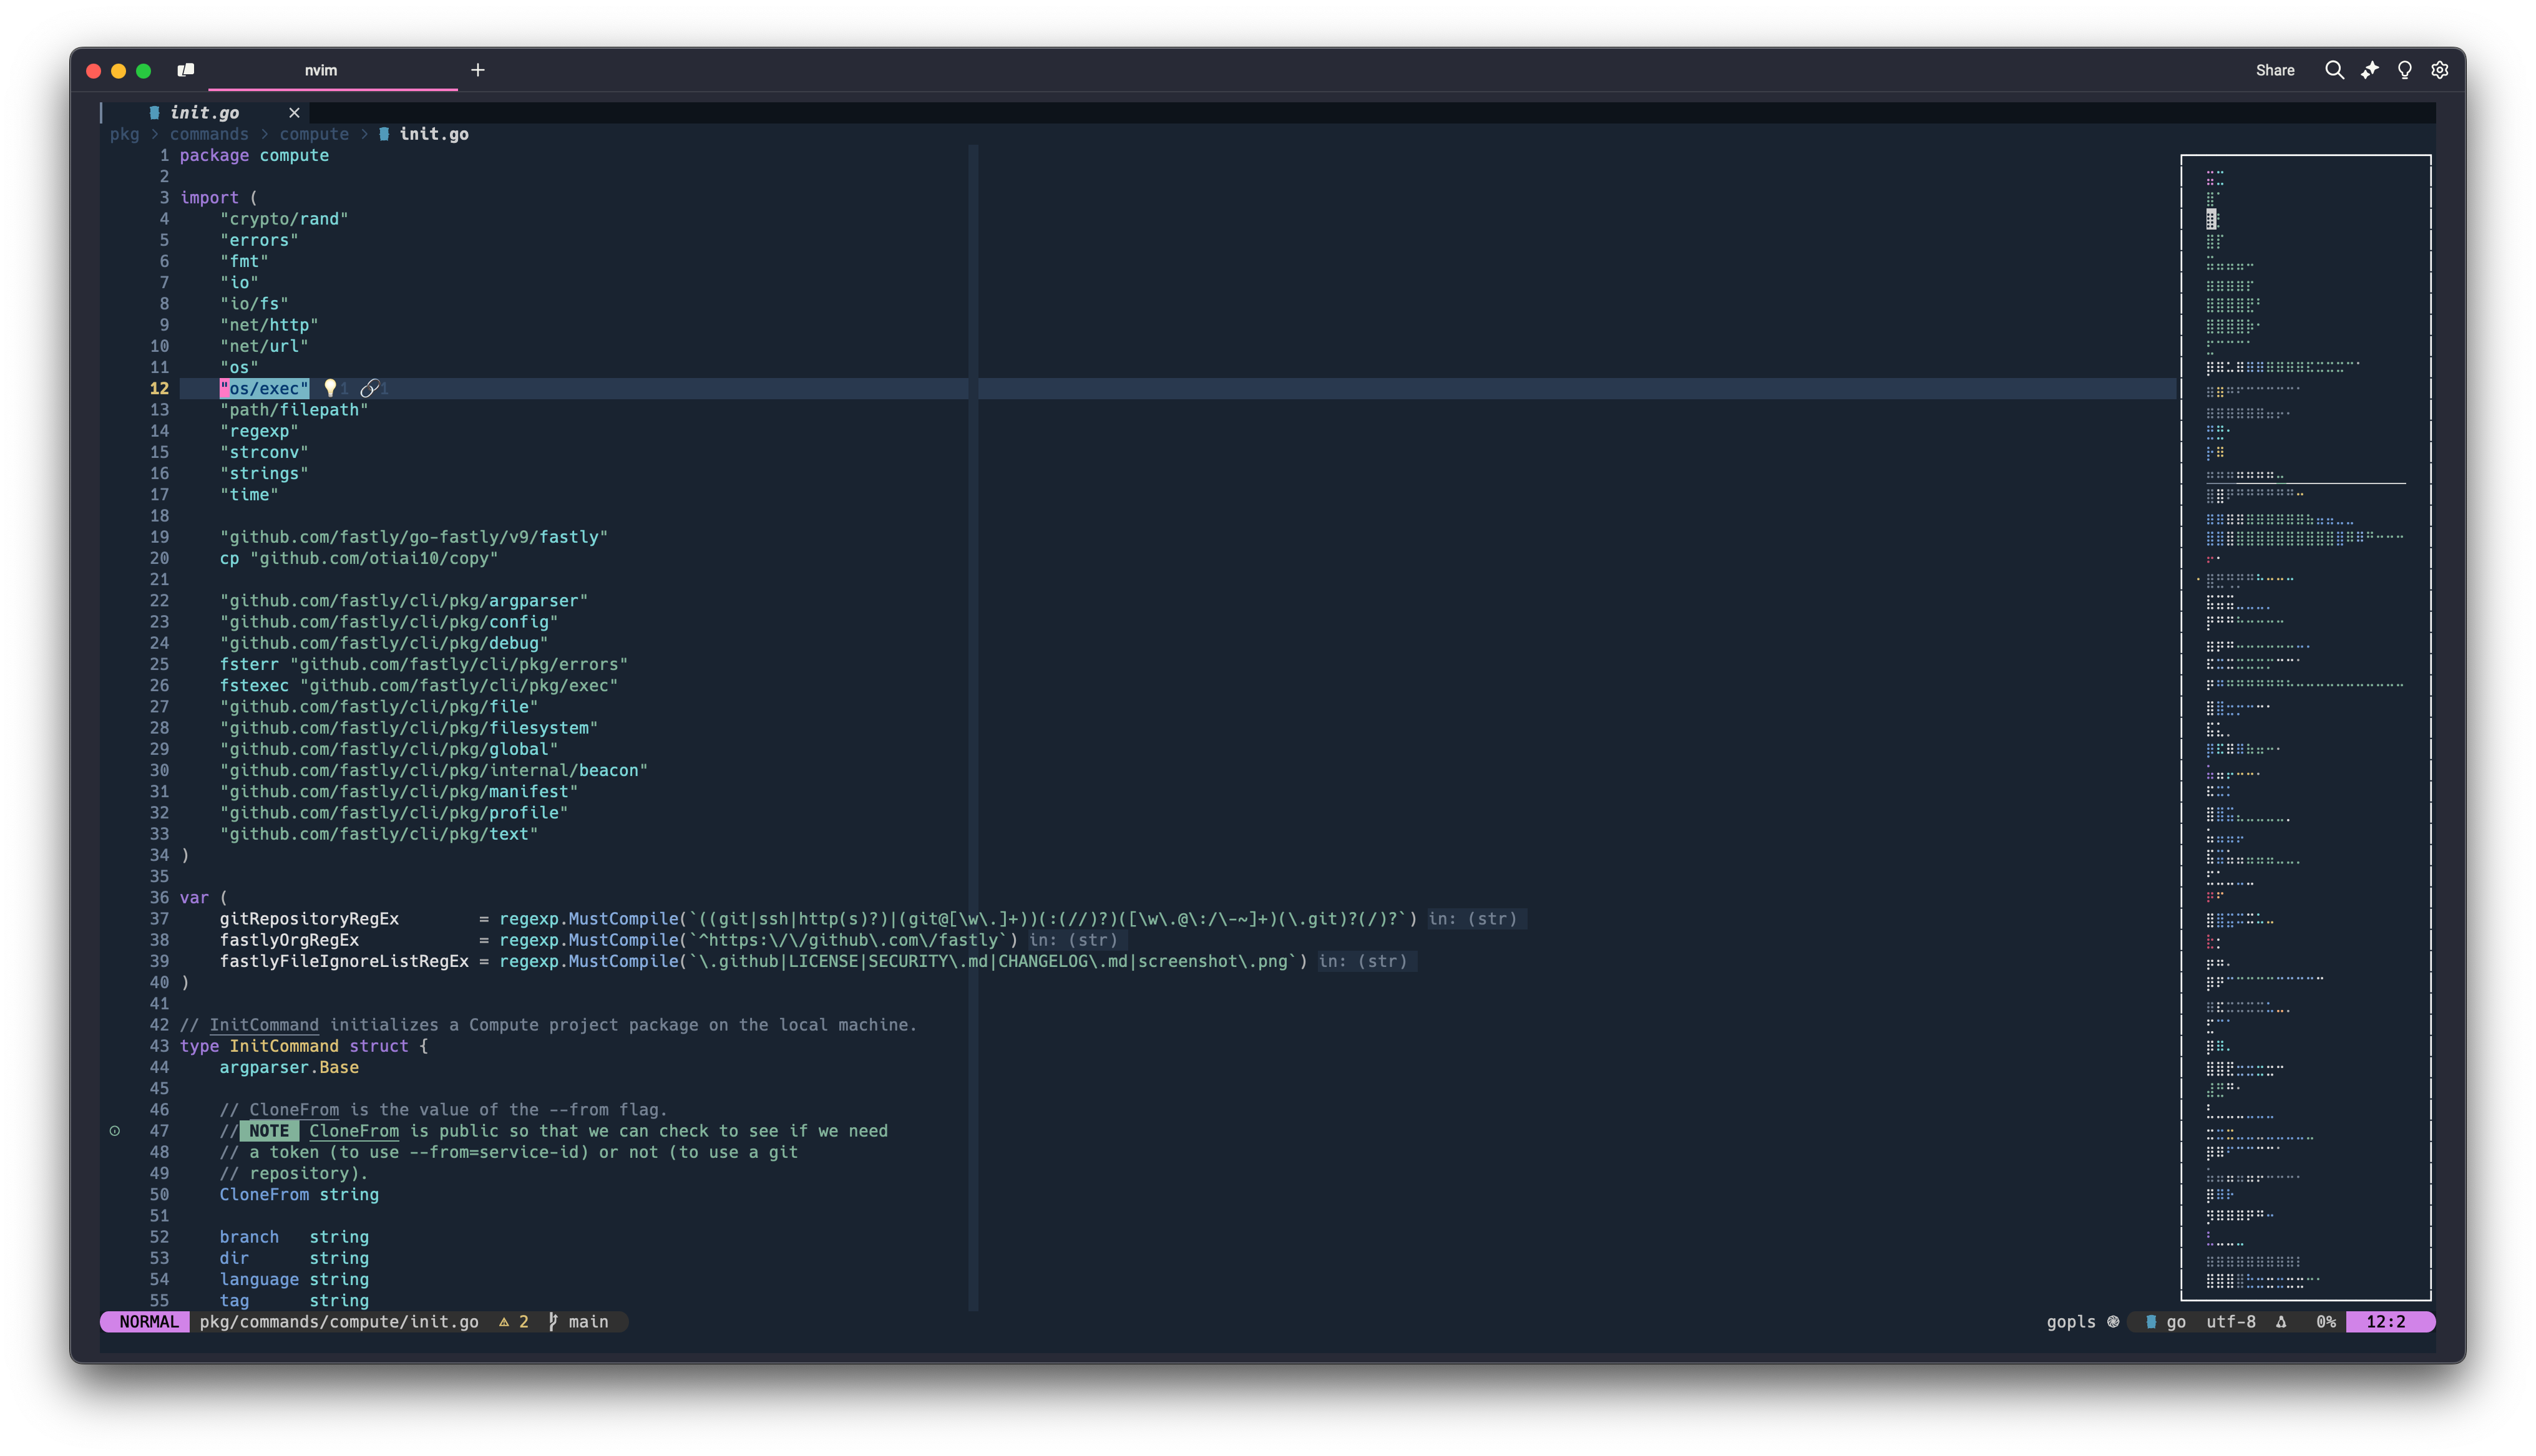 nvim
Share
init.go
pkg > commands > compute > init.go
1 package compute
2
3 import (
4     "crypto/rand"
5     "errors"
6     "fmt"
7     "io"
8     "io/fs"
9     "net/http"
10     "net/url"
11     "os"
12     "os/exec" 💡1 🔗1
13     "path/filepath"
14     "regexp"
15     "strconv"
16     "strings"
17     "time"
18
19     "github.com/fastly/go-fastly/v9/fastly"
20     cp "github.com/otiai10/copy"
21
22     "github.com/fastly/cli/pkg/argparser"
23     "github.com/fastly/cli/pkg/config"
24     "github.com/fastly/cli/pkg/debug"
25     fsterr "github.com/fastly/cli/pkg/errors"
26     fstexec "github.com/fastly/cli/pkg/exec"
27     "github.com/fastly/cli/pkg/file"
28     "github.com/fastly/cli/pkg/filesystem"
29     "github.com/fastly/cli/pkg/global"
30     "github.com/fastly/cli/pkg/internal/beacon"
31     "github.com/fastly/cli/pkg/manifest"
32     "github.com/fastly/cli/pkg/profile"
33     "github.com/fastly/cli/pkg/text"
34 )
35
36 var (
37     gitRepositoryRegEx        = regexp.MustCompile(`((git|ssh|http(s)?)|(git@[\w\.]+))(:(//)?)([\w\.@\:/\-~]+)(\.git)?(/)?`) in: (str)
38     fastlyOrgRegEx            = regexp.MustCompile(`^https:\/\/github\.com\/fastly`) in: (str)
39     fastlyFileIgnoreListRegEx = regexp.MustCompile(`\.github|LICENSE|SECURITY\.md|CHANGELOG\.md|screenshot\.png`) in: (str)
40 )
41
42 // InitCommand initializes a Compute project package on the local machine.
43 type InitCommand struct {
44     argparser.Base
45
46     // CloneFrom is the value of the --from flag.
47     // NOTE CloneFrom is public so that we can check to see if we need
48     // a token (to use --from=service-id) or not (to use a git
49     // repository).
50     CloneFrom string
51
52     branch   string
53     dir      string
54     language string
55     tag      string
NORMAL pkg/commands/compute/init.go ⚠ 2 main gopls go utf-8 0% 12:2